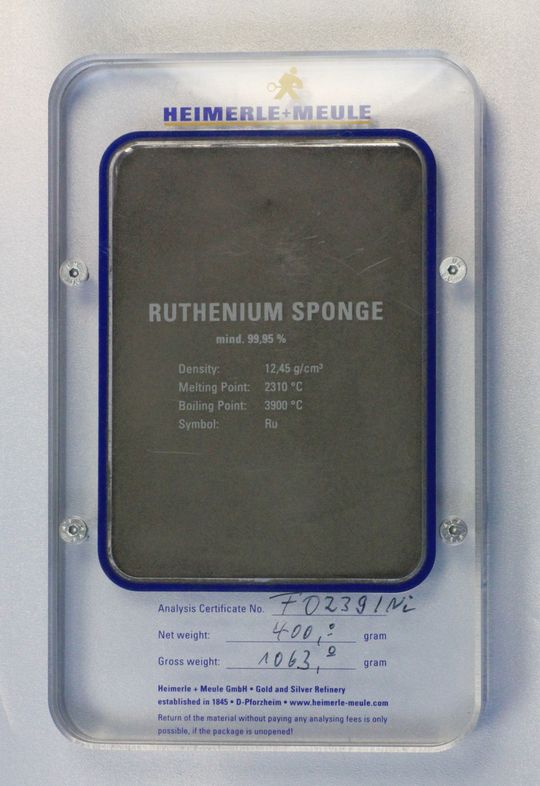 HEIMERLE+MEULE
RUTHENIUM SPONGE
mind. 99,95 %
Density: 12,45 g/cm³
Melting Point: 2310 °C
Boiling Point: 3900 °C
Symbol: Ru
Analysis Certificate No. F02391Ni
Net weight: 400,- gram
Gross weight: 1063,- gram
Heimerle + Meule GmbH • Gold and Silver Refinery
established in 1845 • D-Pforzheim • www.heimerle-meule.com
Return of the material without paying any analysing fees is only
possible, if the package is unopened!